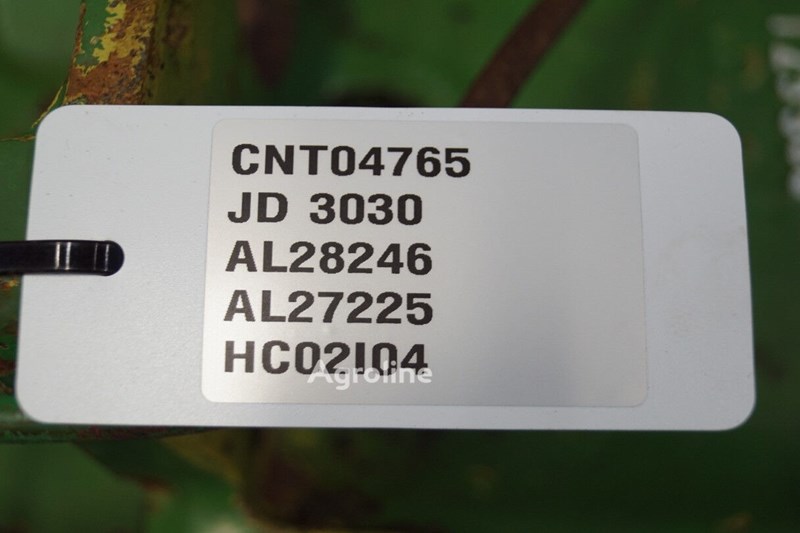 CNT04765
JD 3030
AL28246
AL27225
HC02I04
Agroline